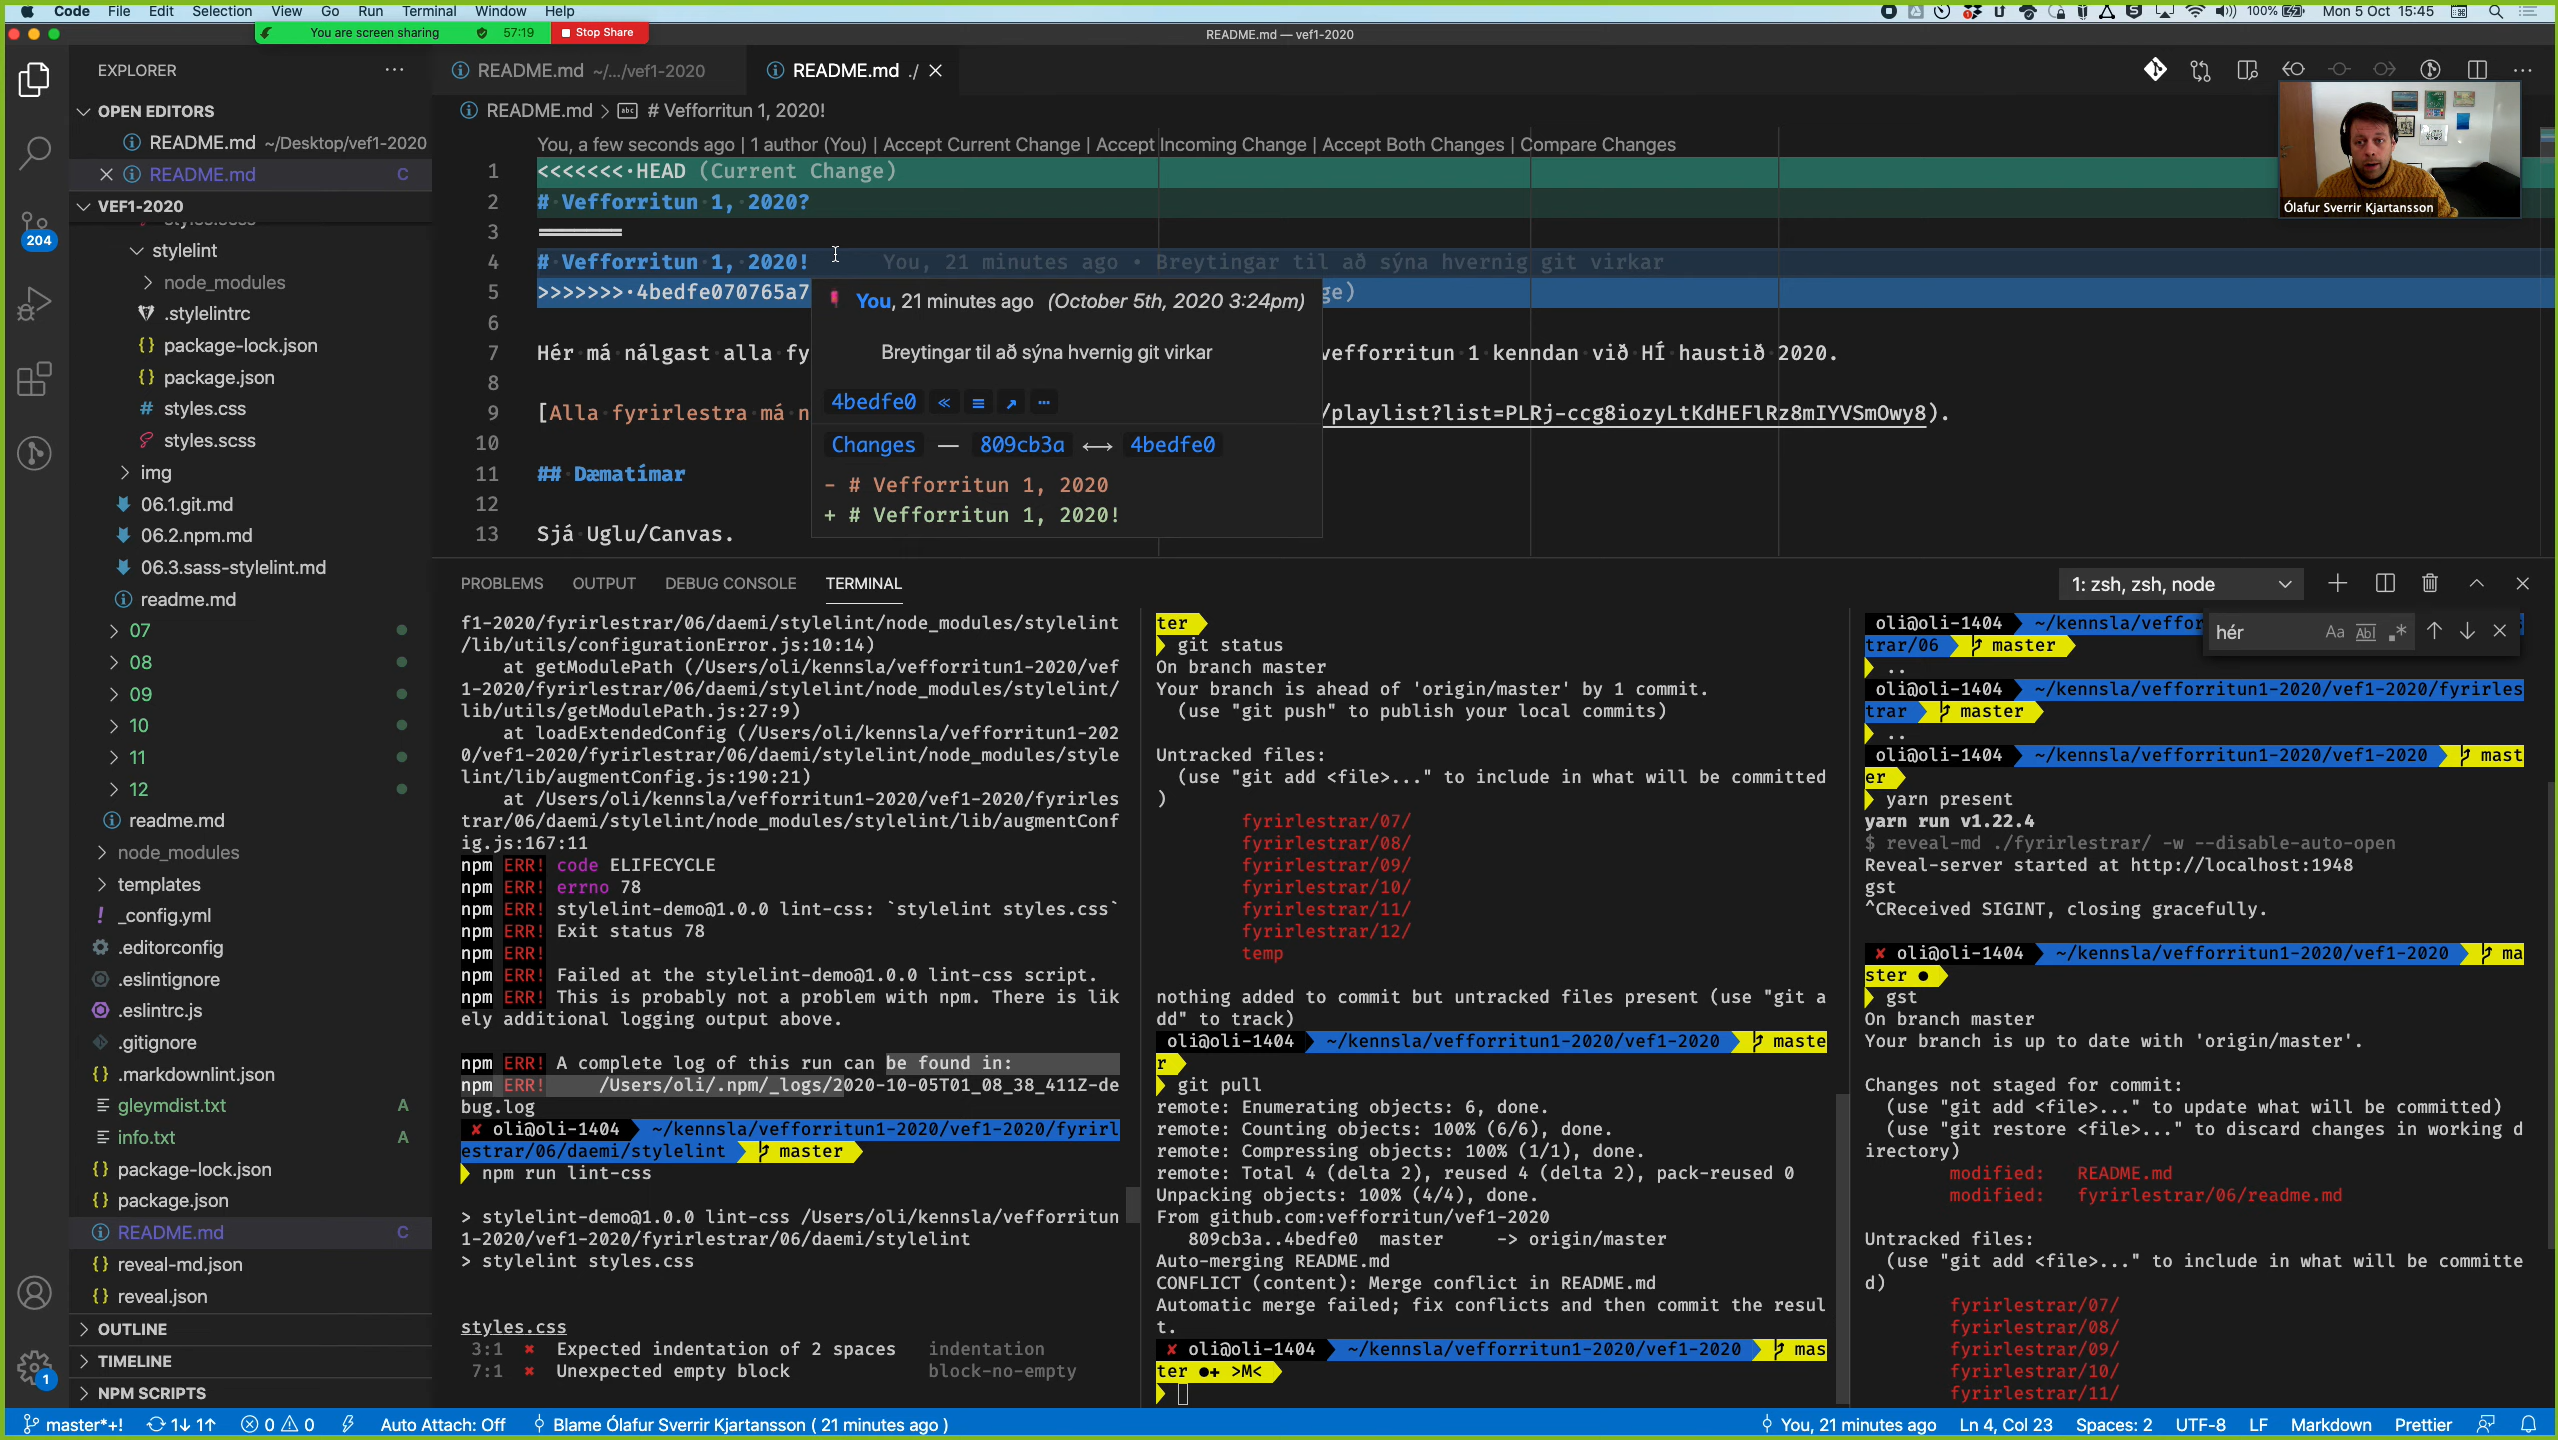 Code File Edit Selection View Go Run Terminal Window Help
100% Mon 5 Oct 15:45
You are screen sharing 57:19 Stop Share
README.md — vef1-2020
EXPLORER
OPEN EDITORS
README.md ~/Desktop/vef1-2020
README.md C
VEF1-2020
stylelint
node_modules
.stylelintrc
package-lock.json
package.json
styles.css
styles.scss
img
06.1.git.md
06.2.npm.md
06.3.sass-stylelint.md
readme.md
07
08
09
10
11
12
readme.md
node_modules
templates
_config.yml
.editorconfig
.eslintignore
.eslintrc.js
.gitignore
.markdownlint.json
gleymdist.txt A
info.txt A
package-lock.json
package.json
README.md C
reveal-md.json
reveal.json
OUTLINE
TIMELINE
NPM SCRIPTS
204
1
README.md ~/.../vef1-2020
README.md ./
README.md > # Vefforritun 1, 2020!
You, a few seconds ago | 1 author (You) | Accept Current Change | Accept Incoming Change | Accept Both Changes | Compare Changes
1 <<<<<<< HEAD (Current Change)
2 # Vefforritun 1, 2020?
3 =======
4 # Vefforritun 1, 2020! You, 21 minutes ago • Breytingar til að sýna hvernig git virkar
5 >>>>>>> 4bedfe070765a7 ge)
6
7 Hér má nálgast alla fy vefforritun 1 kenndan við HÍ haustið 2020.
8
9 [Alla fyrirlestra má n /playlist?list=PLRj-ccg8iozyLtKdHEFlRz8mIYVSmOwy8).
10
11 ## Dæmatímar
12
13 Sjá Uglu/Canvas.
You, 21 minutes ago (October 5th, 2020 3:24pm)
Breytingar til að sýna hvernig git virkar
4bedfe0
Changes — 809cb3a ⟷ 4bedfe0
- # Vefforritun 1, 2020
+ # Vefforritun 1, 2020!
Ólafur Sverrir Kjartansson
PROBLEMS OUTPUT DEBUG CONSOLE TERMINAL
1: zsh, zsh, node
hér
f1-2020/fyrirlestrar/06/daemi/stylelint/node_modules/stylelint
/lib/utils/configurationError.js:10:14)
at getModulePath (/Users/oli/kennsla/vefforritun1-2020/vef
1-2020/fyrirlestrar/06/daemi/stylelint/node_modules/stylelint/
lib/utils/getModulePath.js:27:9)
at loadExtendedConfig (/Users/oli/kennsla/vefforritun1-202
0/vef1-2020/fyrirlestrar/06/daemi/stylelint/node_modules/style
lint/lib/augmentConfig.js:190:21)
at /Users/oli/kennsla/vefforritun1-2020/vef1-2020/fyrirles
trar/06/daemi/stylelint/node_modules/stylelint/lib/augmentConf
ig.js:167:11
npm ERR! code ELIFECYCLE
npm ERR! errno 78
npm ERR! stylelint-demo@1.0.0 lint-css: `stylelint styles.css`
npm ERR! Exit status 78
npm ERR!
npm ERR! Failed at the stylelint-demo@1.0.0 lint-css script.
npm ERR! This is probably not a problem with npm. There is lik
ely additional logging output above.
npm ERR! A complete log of this run can be found in:
npm ERR! /Users/oli/.npm/_logs/2020-10-05T01_08_38_411Z-de
bug.log
✘ oli@oli-1404 ~/kennsla/vefforritun1-2020/vef1-2020/fyrirl
estrar/06/daemi/stylelint master
npm run lint-css
> stylelint-demo@1.0.0 lint-css /Users/oli/kennsla/vefforritun
1-2020/vef1-2020/fyrirlestrar/06/daemi/stylelint
> stylelint styles.css
styles.css
3:1 ✖ Expected indentation of 2 spaces indentation
7:1 ✖ Unexpected empty block block-no-empty
ter
git status
On branch master
Your branch is ahead of 'origin/master' by 1 commit.
(use "git push" to publish your local commits)
Untracked files:
(use "git add <file>..." to include in what will be committed
)
fyrirlestrar/07/
fyrirlestrar/08/
fyrirlestrar/09/
fyrirlestrar/10/
fyrirlestrar/11/
fyrirlestrar/12/
temp
nothing added to commit but untracked files present (use "git a
dd" to track)
oli@oli-1404 ~/kennsla/vefforritun1-2020/vef1-2020 maste
r
git pull
remote: Enumerating objects: 6, done.
remote: Counting objects: 100% (6/6), done.
remote: Compressing objects: 100% (1/1), done.
remote: Total 4 (delta 2), reused 4 (delta 2), pack-reused 0
Unpacking objects: 100% (4/4), done.
From github.com:vefforritun/vef1-2020
809cb3a..4bedfe0 master -> origin/master
Auto-merging README.md
CONFLICT (content): Merge conflict in README.md
Automatic merge failed; fix conflicts and then commit the resul
t.
✘ oli@oli-1404 ~/kennsla/vefforritun1-2020/vef1-2020 mas
ter ●+ >M<
oli@oli-1404 ~/kennsla/veffor
trar/06 master
..
oli@oli-1404 ~/kennsla/vefforritun1-2020/vef1-2020/fyrirles
trar master
..
oli@oli-1404 ~/kennsla/vefforritun1-2020/vef1-2020 mast
er
yarn present
yarn run v1.22.4
$ reveal-md ./fyrirlestrar/ -w --disable-auto-open
Reveal-server started at http://localhost:1948
gst
^CReceived SIGINT, closing gracefully.
✘ oli@oli-1404 ~/kennsla/vefforritun1-2020/vef1-2020 ma
ster ●
gst
On branch master
Your branch is up to date with 'origin/master'.
Changes not staged for commit:
(use "git add <file>..." to update what will be committed)
(use "git restore <file>..." to discard changes in working d
irectory)
modified: README.md
modified: fyrirlestrar/06/readme.md
Untracked files:
(use "git add <file>..." to include in what will be committe
d)
fyrirlestrar/07/
fyrirlestrar/08/
fyrirlestrar/09/
fyrirlestrar/10/
fyrirlestrar/11/
master*+! 1↓ 1↑ 0 0 Auto Attach: Off Blame Ólafur Sverrir Kjartansson ( 21 minutes ago ) You, 21 minutes ago Ln 4, Col 23 Spaces: 2 UTF-8 LF Markdown Prettier